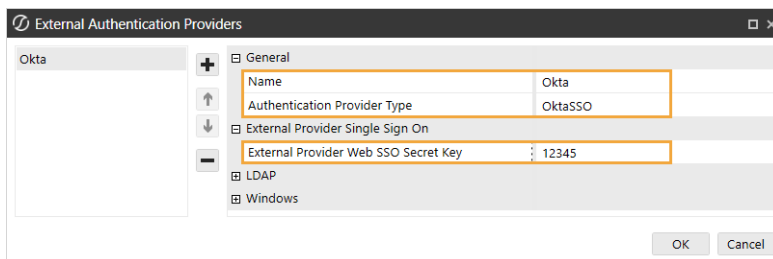 External Authentication Providers
Okta
General
Name Okta
Authentication Provider Type OktaSSO
External Provider Single Sign On
External Provider Web SSO Secret Key 12345
LDAP
Windows
OK Cancel